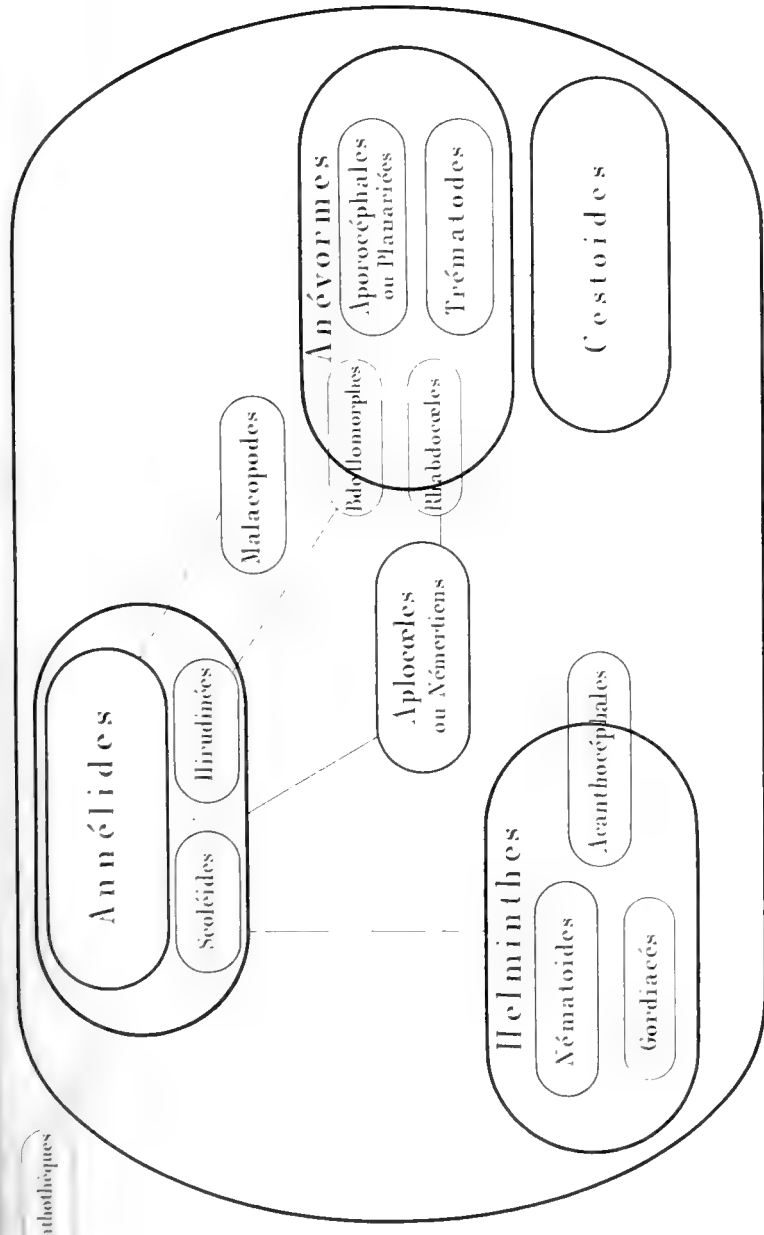 Annélides
Scoléides
Hirudinées
Malacopodes
Anévormes
Aporocéphales
ou Planariées
Trématodes
Bdellomorphes
Rhabdocœles
Cestoides
Aplocœles
ou Némertiens
Helminthes
Nématoides
Gordiacés
Acanthocéphales
nthothèques